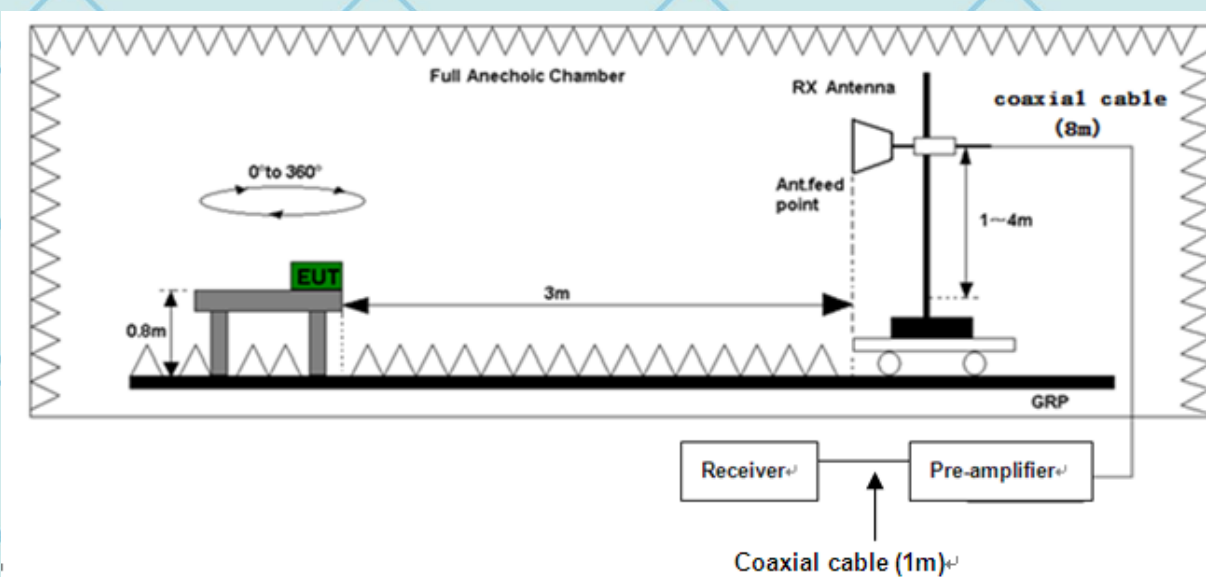 Full Anechoic Chamber
RX Antenna
coaxial cable
(8m)
0°to 360°
Ant.feed
point
1~4m
EUT
3m
0.8m
GRP
Receiver↵
Pre-amplifier↵
Coaxial cable (1m)↵